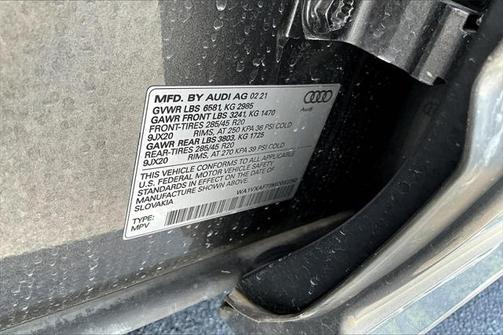 MFD. BY AUDI AG 02 21
GVWR LBS 6581, KG 2985
GAWR FRONT LBS 3241, KG 1470
FRONT-TIRES 285/45 R20
9JX20 RIMS, AT 250 KPA 36 PSI COLD
GAWR REAR LBS 3803, KG 1725
REAR-TIRES 285/45 R20
9JX20 RIMS, AT 270 KPA 39 PSI COLD
THIS VEHICLE CONFORMS TO ALL APPLICABLE
U.S. FEDERAL MOTOR VEHICLE SAFETY
STANDARDS IN EFFECT ON THE DATE OF
MANUFACTURE SHOWN ABOVE
SLOVAKIA
TYPE:
MPV